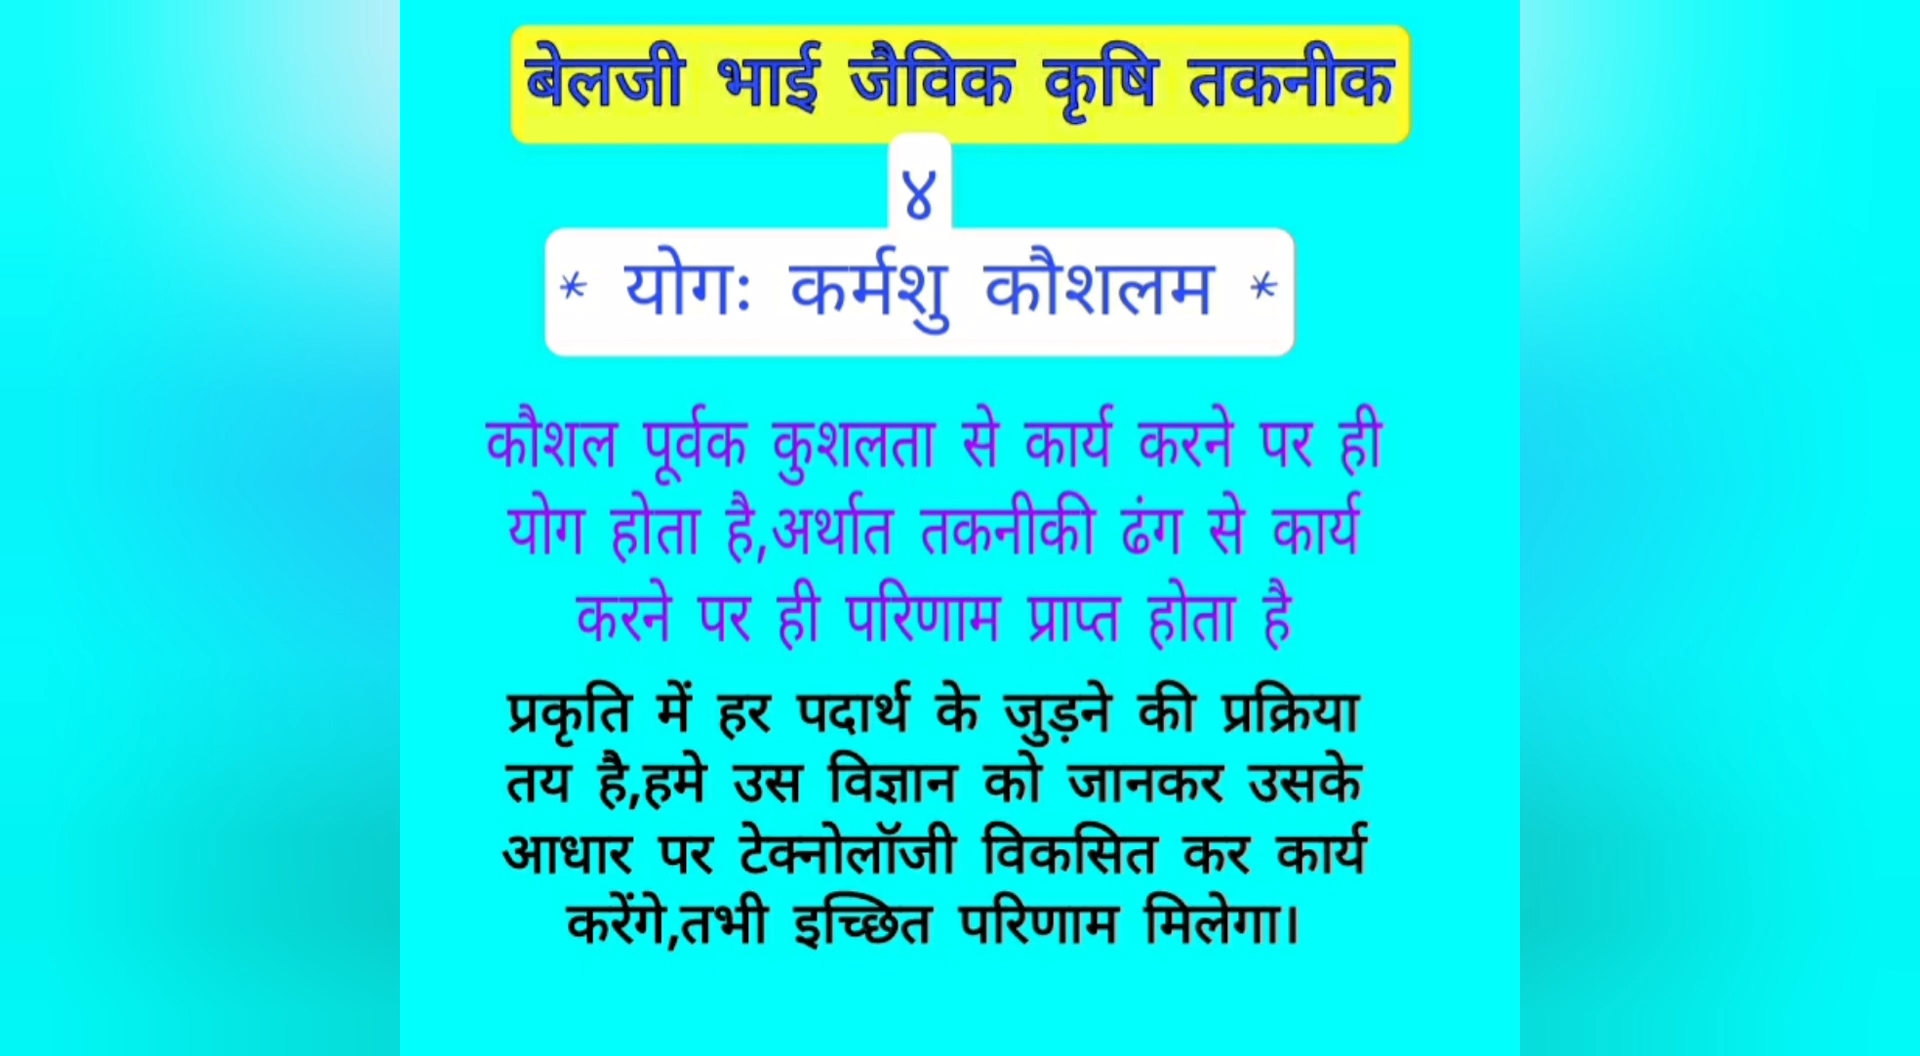 बेलजी भाई जैविक कृषि तकनीक
४
* योगः कर्मशु कौशलम *
कौशल पूर्वक कुशलता से कार्य करने पर ही
योग होता है,अर्थात तकनीकी ढंग से कार्य
करने पर ही परिणाम प्राप्त होता है
प्रकृति में हर पदार्थ के जुड़ने की प्रक्रिया
तय है,हमे उस विज्ञान को जानकर उसके
आधार पर टेक्नोलॉजी विकसित कर कार्य
करेंगे,तभी इच्छित परिणाम मिलेगा।